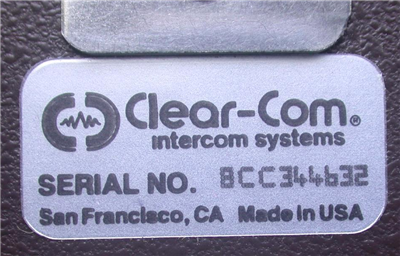 Clear-Com®
intercom systems
SERIAL NO. 8CC344632
San Francisco, CA Made in USA